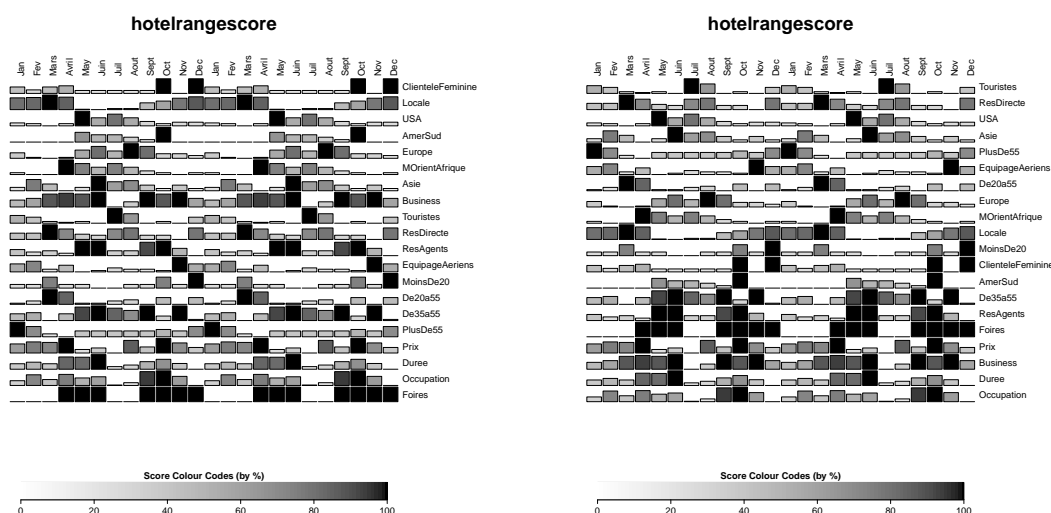 hotelrangescore
Jan Fev Mars Avril May Juin Juil Aout Sept Oct Nov Dec Jan Fev Mars Avril May Juin Juil Aout Sept Oct Nov Dec
ClienteleFeminine
Locale
USA
AmerSud
Europe
MOrientAfrique
Asie
Business
Touristes
ResDirecte
ResAgents
EquipageAeriens
MoinsDe20
De20a55
De35a55
PlusDe55
Prix
Duree
Occupation
Foires
Score Colour Codes (by %)
0 20 40 60 80 100
hotelrangescore
Jan Fev Mars Avril May Juin Juil Aout Sept Oct Nov Dec Jan Fev Mars Avril May Juin Juil Aout Sept Oct Nov Dec
Touristes
ResDirecte
USA
Asie
PlusDe55
EquipageAeriens
De20a55
Europe
MOrientAfrique
Locale
MoinsDe20
ClienteleFeminine
AmerSud
De35a55
ResAgents
Foires
Prix
Business
Duree
Occupation
Score Colour Codes (by %)
0 20 40 60 80 100